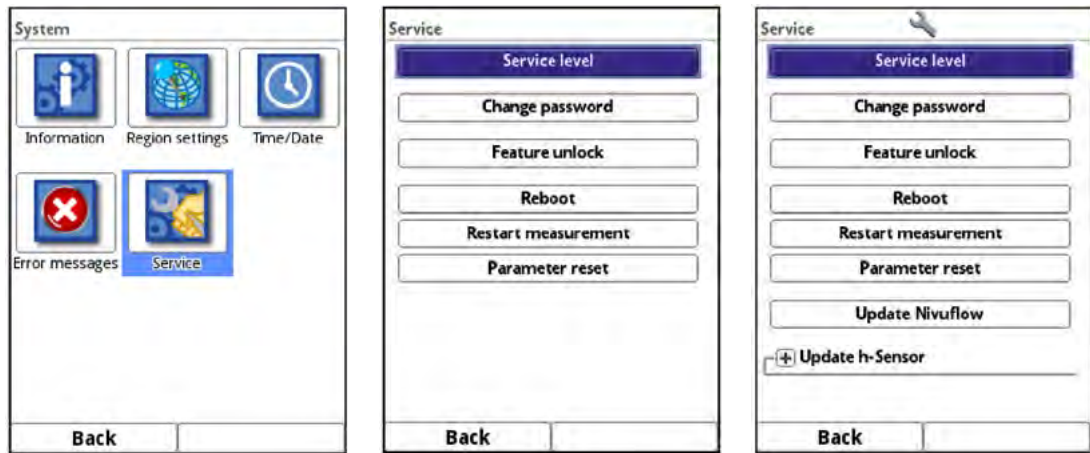 System
Information
Region settings
Time/Date
Error messages
Service
Back
Service
Service level
Change password
Feature unlock
Reboot
Restart measurement
Parameter reset
Back
Service
Service level
Change password
Feature unlock
Reboot
Restart measurement
Parameter reset
Update Nivuflow
Update h-Sensor
Back